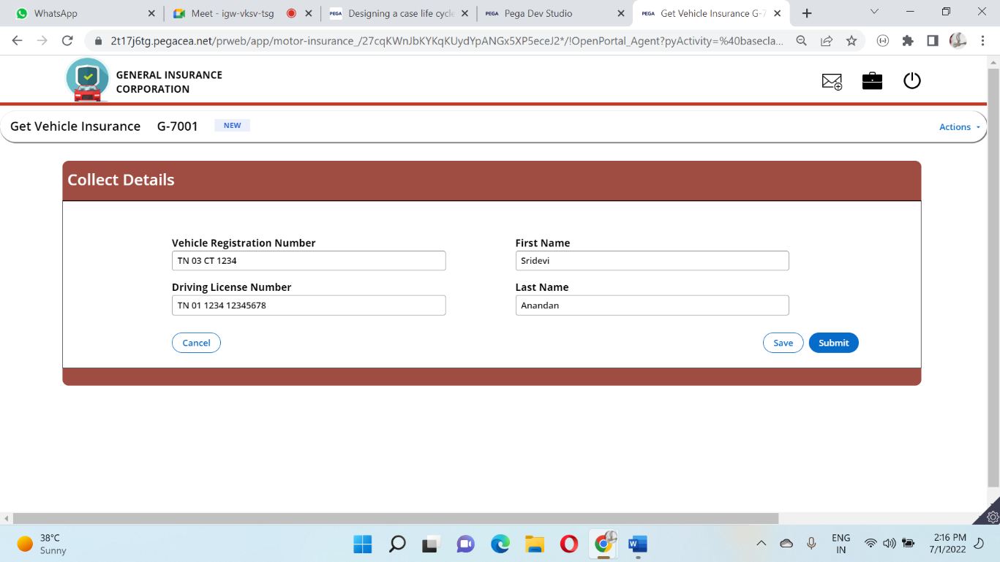 WhatsApp
Meet - igw-vksv-tsg
PEGA Designing a case life cycle
PEGA Pega Dev Studio
PEGA Get Vehicle Insurance G-7
2t17j6tg.pegacea.net/prweb/app/motor-insurance_/27cqKWnJbKYKqKUydYpANGx5XP5eceJ2*/!OpenPortal_Agent?pyActivity=%40basecla...
GENERAL INSURANCE
CORPORATION
Get Vehicle Insurance G-7001 NEW Actions
Collect Details
Vehicle Registration Number First Name
TN 03 CT 1234 Sridevi
Driving License Number Last Name
TN 01 1234 12345678 Anandan
Cancel Save Submit
38°C
Sunny
W
ENG
IN
2:16 PM
7/1/2022